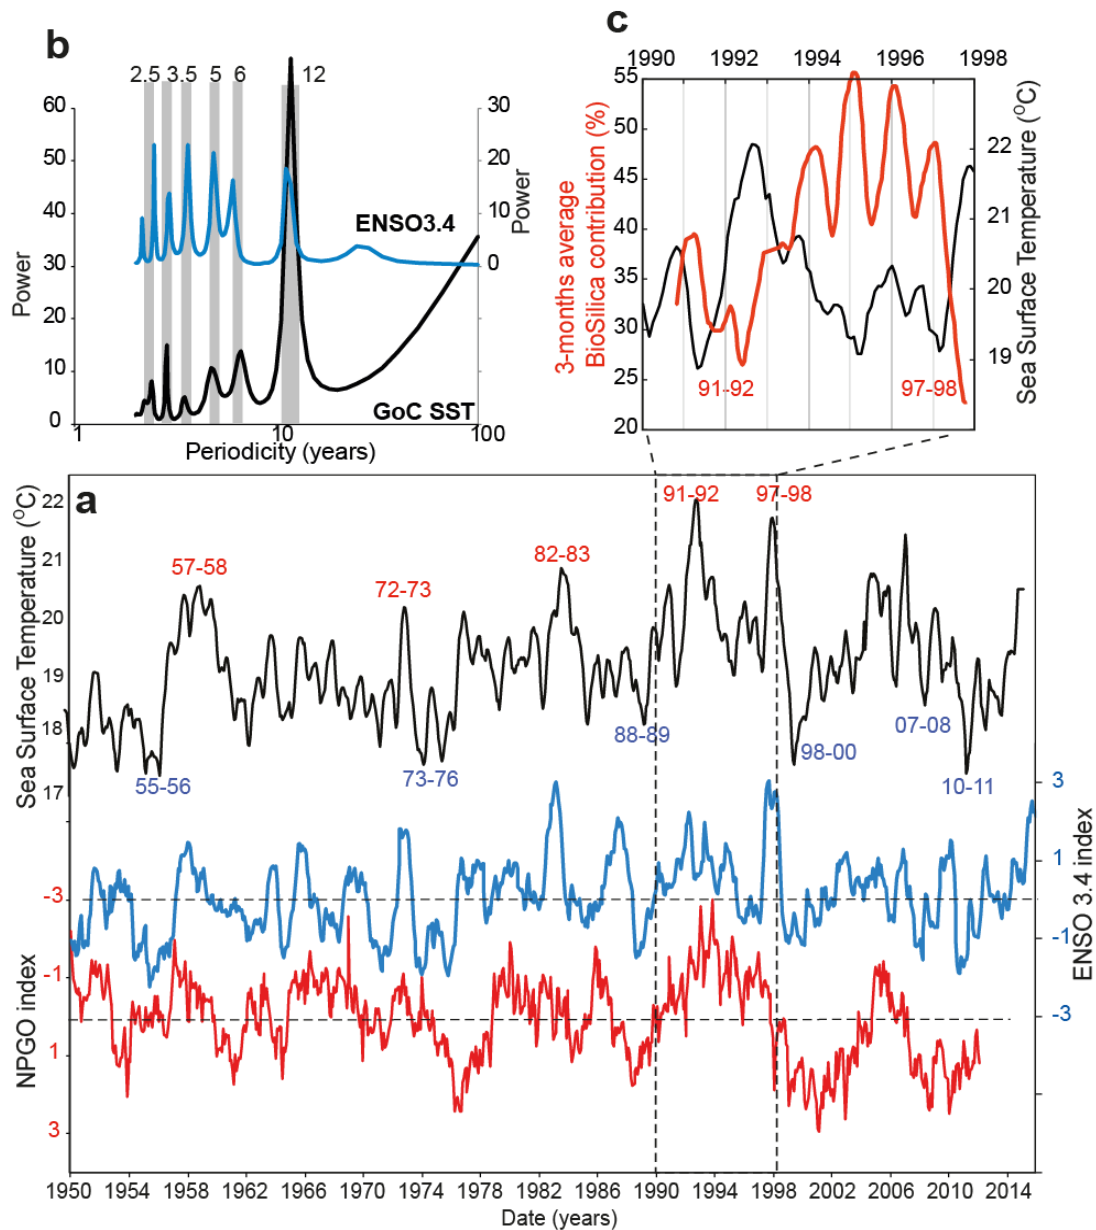 b
2.5 3.5 5 6 12
60
50
40
30
20
10
0
Power
30
20
10
0
Power
ENSO3.4
GoC SST
1 10 100
Periodicity (years)
c
1990 1992 1994 1996 1998
55
50
45
40
35
30
25
20
3-months average
BioSilica contribution (%)
22
21
20
19
Sea Surface Temperature (OC)
91-92
97-98
a
22
21
20
19
18
17
Sea Surface Temperature (OC)
57-58
72-73
82-83
91-92
97-98
55-56
73-76
88-89
98-00
07-08
10-11
3
1
-1
-3
ENSO 3.4 index
-3
-1
1
3
NPGO index
1950 1954 1958 1962 1966 1970 1974 1978 1982 1986 1990 1994 1998 2002 2006 2010 2014
Date (years)